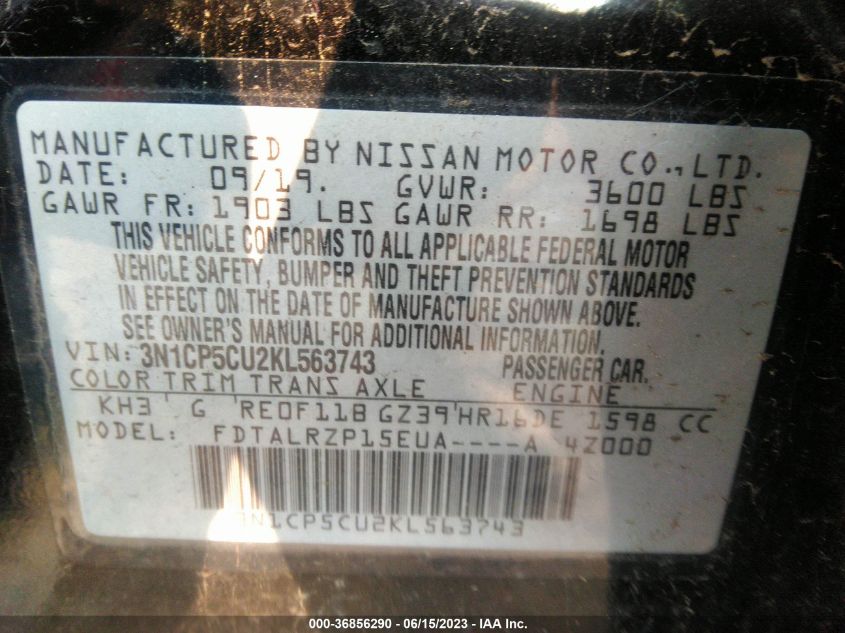 MANUFACTURED BY NISSAN MOTOR CO., LTD.
DATE: 09/19. GVWR: 3600 LBS
GAWR FR: 1903 LBS GAWR RR: 1698 LBS
THIS VEHICLE CONFORMS TO ALL APPLICABLE FEDERAL MOTOR
VEHICLE SAFETY, BUMPER AND THEFT PREVENTION STANDARDS
IN EFFECT ON THE DATE OF MANUFACTURE SHOWN ABOVE.
SEE OWNER'S MANUAL FOR ADDITIONAL INFORMATION.
VIN: 3N1CP5CU2KL563743 PASSENGER CAR.
COLOR TRIM TRANS AXLE ENGINE
KH3 G RE0F11B GZ39 HR16DE 1598 CC
MODEL: FDTALRZP15EUA----A 4Z000
3N1CP5CU2KL563743
000-36856290 - 06/15/2023 - IAA Inc.